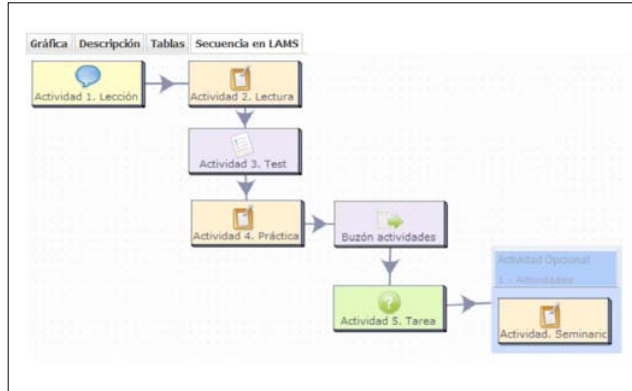 Gráfica Descripción Tablas Secuencia en LAMS
Actividad 1. Lección
Actividad 2. Lectura
Actividad 3. Test
Actividad 4. Práctica
Buzón actividades
Actividad Opcional
1 - Actividades
Actividad 5. Tarea
Actividad. Seminaric